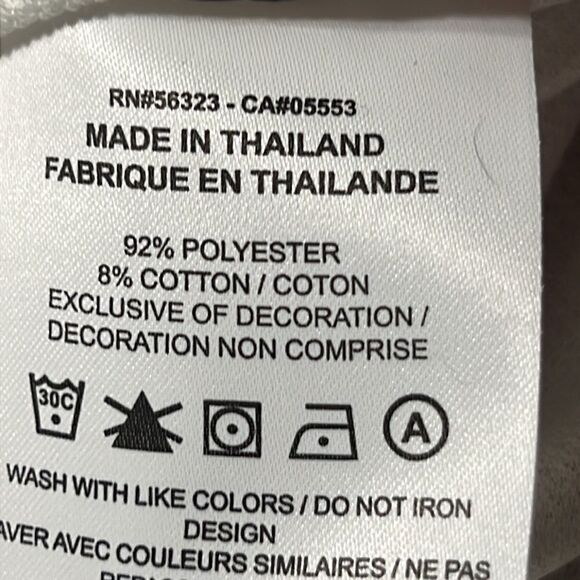 RN#56323 - CA#05553
MADE IN THAILAND
FABRIQUE EN THAILANDE
92% POLYESTER
8% COTTON / COTON
EXCLUSIVE OF DECORATION /
DECORATION NON COMPRISE
30C
A
WASH WITH LIKE COLORS / DO NOT IRON
DESIGN
AVER AVEC COULEURS SIMILAIRES / NE PAS